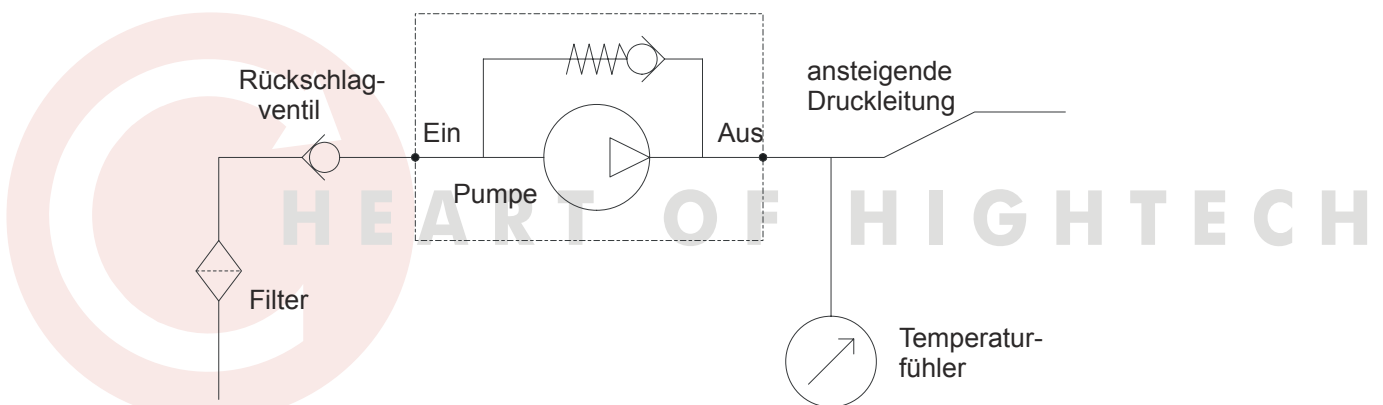 Rückschlag-
ventil
Ein
Aus
Pumpe
ansteigende
Druckleitung
HEART OF HIGHTECH
Filter
Temperatur-
fühler